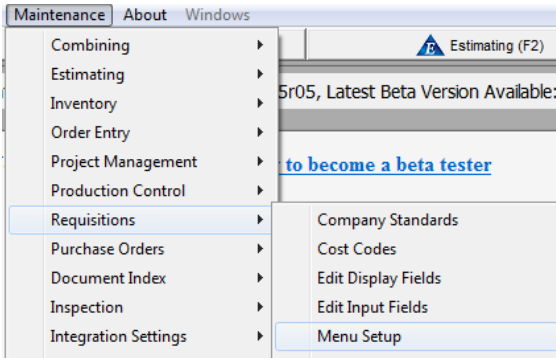 Maintenance About Windows
Combining
Estimating (F2)
Estimating
5r05, Latest Beta Version Available:
Inventory
Order Entry
Project Management
to become a beta tester
Production Control
Requisitions
Company Standards
Purchase Orders
Cost Codes
Document Index
Edit Display Fields
Inspection
Edit Input Fields
Integration Settings
Menu Setup